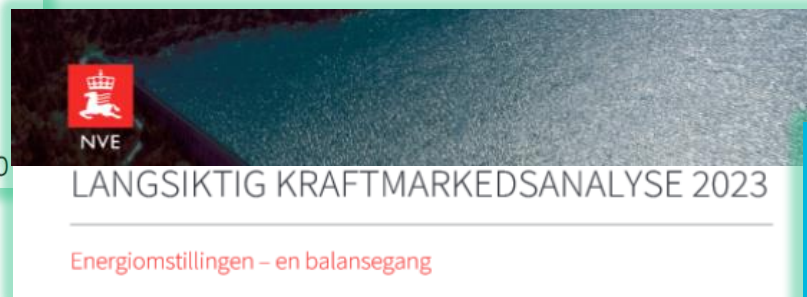 NVE
LANGSIKTIG KRAFTMARKEDSANALYSE 2023
Energiomstillingen – en balansegang